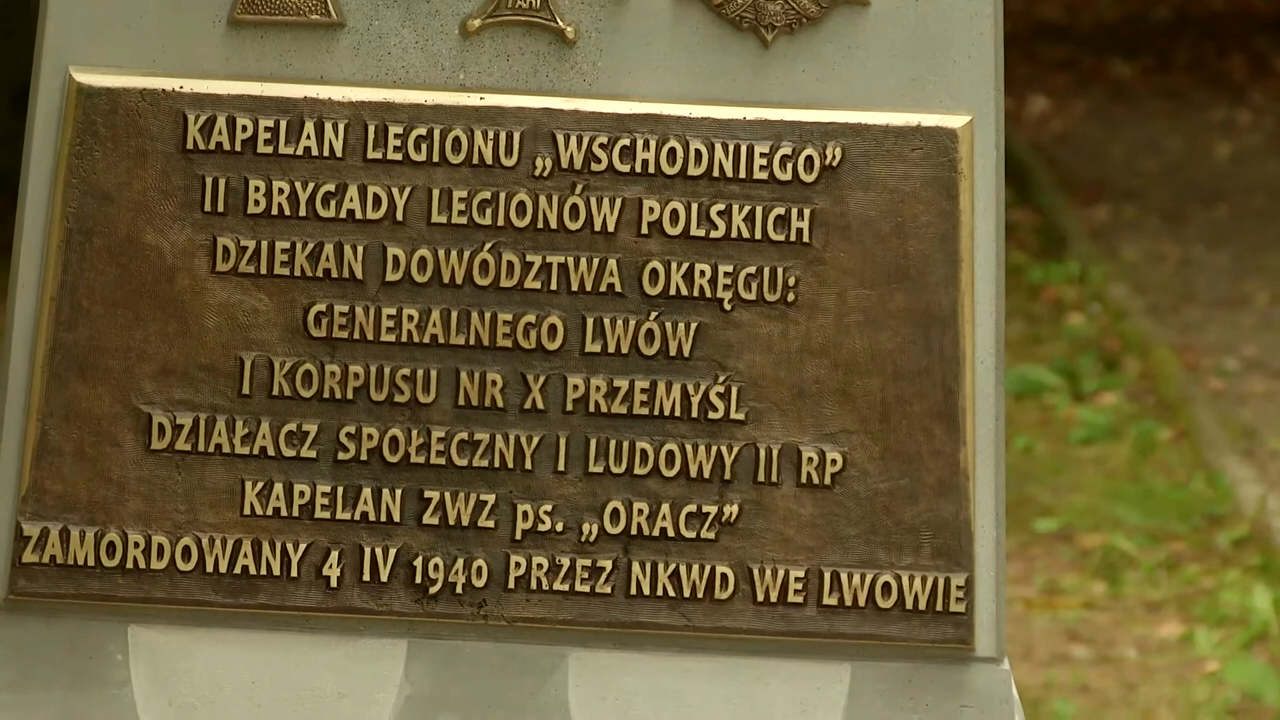 KAPELAN LEGIONU „WSCHODNIEGO”
II BRYGADY LEGIONÓW POLSKICH
DZIEKAN DOWÓDZTWA OKRĘGU:
GENERALNEGO LWÓW
I KORPUSU NR X PRZEMYŚL
DZIAŁACZ SPOŁECZNY I LUDOWY II RP
KAPELAN ZWZ ps. „ORACZ”
ZAMORDOWANY 4 IV 1940 PRZEZ NKWD WE LWOWIE